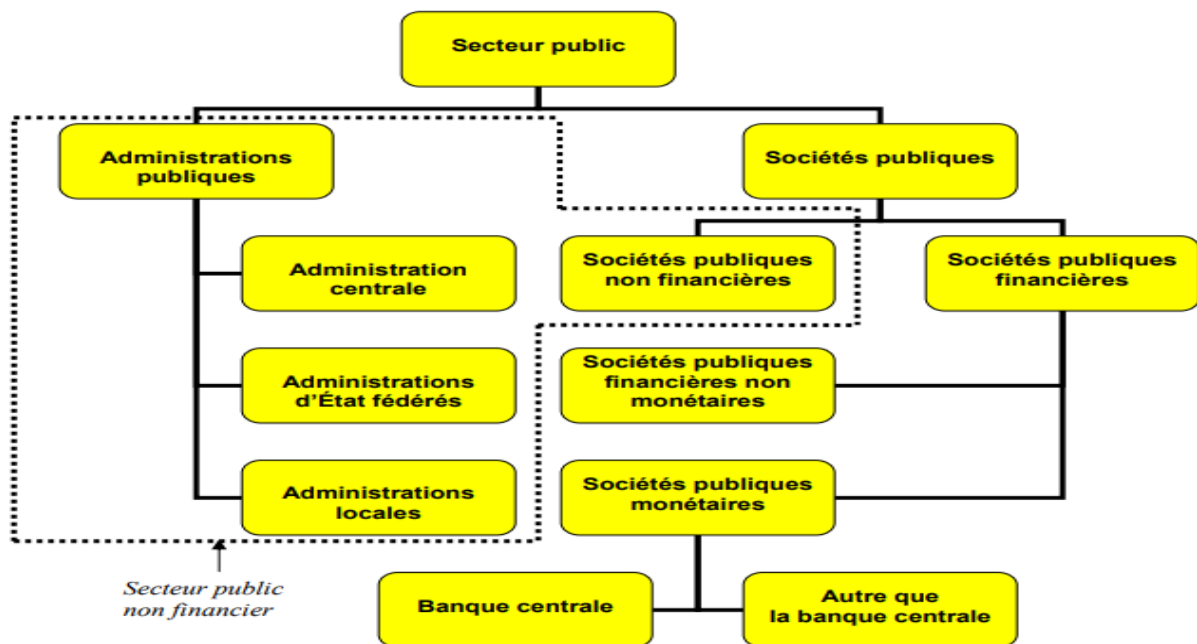 Secteur public
Administrations
publiques
Sociétés publiques
Administration
centrale
Sociétés publiques
non financières
Sociétés publiques
financières
Administrations
d'État fédérés
Sociétés publiques
financières non
monétaires
Administrations
locales
Sociétés publiques
monétaires
Secteur public
non financier
Banque centrale
Autre que
la banque centrale